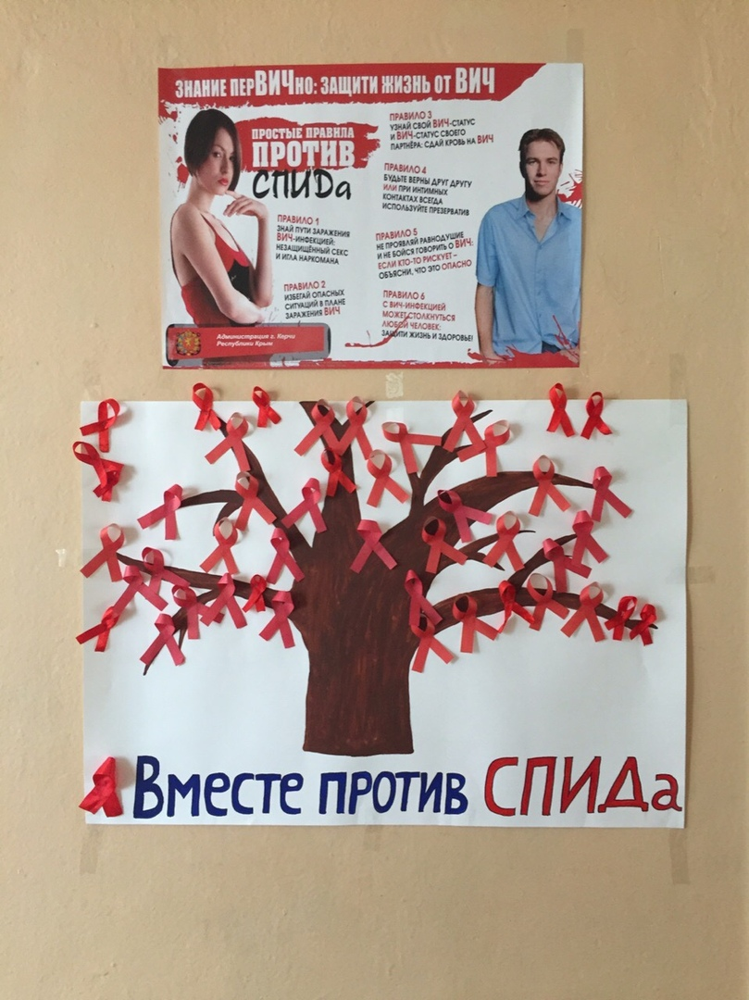 ЗНАНИЕ перВИЧно: ЗАЩИТИ ЖИЗНЬ ОТ ВИЧ
ПРОСТЫЕ ПРАВИЛА
ПРОТИВ
СПИДа
ПРАВИЛО 1
ЗНАЙ ПУТИ ЗАРАЖЕНИЯ
ВИЧ-ИНФЕКЦИЕЙ:
НЕЗАЩИЩЁННЫЙ СЕКС
И ИГЛА НАРКОМАНА
ПРАВИЛО 2
ИЗБЕГАЙ ОПАСНЫХ
СИТУАЦИЙ В ПЛАНЕ
ЗАРАЖЕНИЯ ВИЧ
ПРАВИЛО 3
УЗНАЙ СВОЙ ВИЧ-СТАТУС
И ВИЧ-СТАТУС СВОЕГО
ПАРТНЁРА: СДАЙ КРОВЬ НА ВИЧ
ПРАВИЛО 4
БУДЬТЕ ВЕРНЫ ДРУГ ДРУГУ
ИЛИ ПРИ ИНТИМНЫХ
КОНТАКТАХ ВСЕГДА
ИСПОЛЬЗУЙТЕ ПРЕЗЕРВАТИВ
ПРАВИЛО 5
НЕ ПРОЯВЛЯЙ РАВНОДУШИЕ
И НЕ БОЙСЯ ГОВОРИТЬ О ВИЧ:
ЕСЛИ КТО-ТО РИСКУЕТ –
ОБЪЯСНИ, ЧТО ЭТО ОПАСНО
ПРАВИЛО 6
С ВИЧ-ИНФЕКЦИЕЙ
МОЖЕТ СТОЛКНУТЬСЯ
ЛЮБОЙ ЧЕЛОВЕК:
ЗАЩИТИ ЖИЗНЬ И ЗДОРОВЬЕ!
Администрация г. Керчи
Республики Крым
Вместе против СПИДа